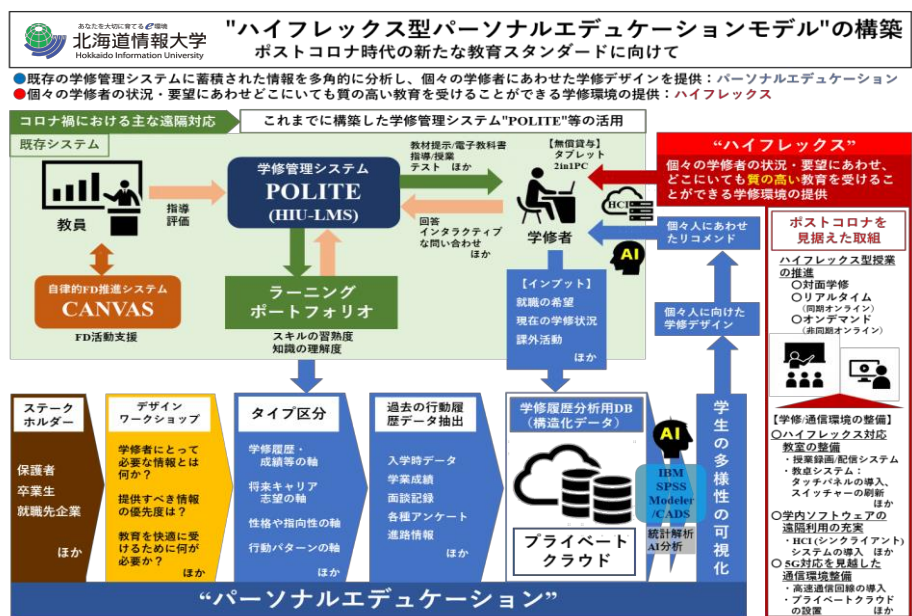 あなたを大切に育てるe環境
北海道情報大学
Hokkaido Information University
"ハイフレックス型パーソナルエデュケーションモデル"の構築
ポストコロナ時代の新たな教育スタンダードに向けて
●既存の学修管理システムに蓄積された情報を多角的に分析し、個々の学修者にあわせた学修デザインを提供：パーソナルエデュケーション
●個々の学修者の状況・要望にあわせどこにいても質の高い教育を受けることができる学修環境の提供：ハイフレックス
コロナ禍における主な遠隔対応
これまでに構築した学修管理システム"POLITE"等の活用
既存システム
教員
指導
評価
学修管理システム
POLITE
(HIU-LMS)
教材提示/電子教科書
指導/授業
テスト ほか
回答
インタラクティブ
な問い合わせ
ほか
【無償貸与】
タブレット
2in1PC
学修者
HCI
AI
自律的FD推進システム
CANVAS
FD活動支援
ラーニング
ポートフォリオ
スキルの習熟度
知識の理解度
【インプット】
就職の希望
現在の学修状況
課外活動
ほか
“ハイフレックス”
個々の学修者の状況・要望にあわせ、
どこにいても質の高い教育を受けるこ
とができる学修環境の提供
個々人にあわせ
たリコメンド
個々人に向けた
学修デザイン
学生の多様性の可視化
ポストコロナを
見据えた取組
ハイフレックス型授業
の推進
〇対面学修
〇リアルタイム
(同期オンライン)
〇オンデマンド
(非同期オンライン)
【学修/通信環境の整備】
〇ハイフレックス対応
教室の整備
・授業録画/配信システム
・教卓システム：
タッチパネルの導入、
スイッチャーの刷新
ほか
〇学内ソフトウェアの
遠隔利用の充実
・HCI(シンクライアント)
システムの導入 ほか
〇 5G対応を見越した
通信環境整備
・高速通信回線の導入
・プライベートクラウド
の設置 ほか
ステーク
ホルダー
保護者
卒業生
就職先企業
ほか
デザイン
ワークショップ
学修者にとって
必要な情報とは
何か？
提供すべき情報
の優先度は？
教育を快適に受
けるために何が
必要か？
ほか
タイプ区分
学修履歴・
成績等の軸
将来キャリア
志望の軸
性格や指向性の軸
行動パターンの軸
ほか
過去の行動履
歴データ抽出
入学時データ
学業成績
面談記録
各種アンケート
進路情報
ほか
学修履歴分析用DB
（構造化データ）
プライベート
クラウド
AI
IBM
SPSS
Modeler
/CADS
統計解析
AI分析
“パーソナルエデュケーション”